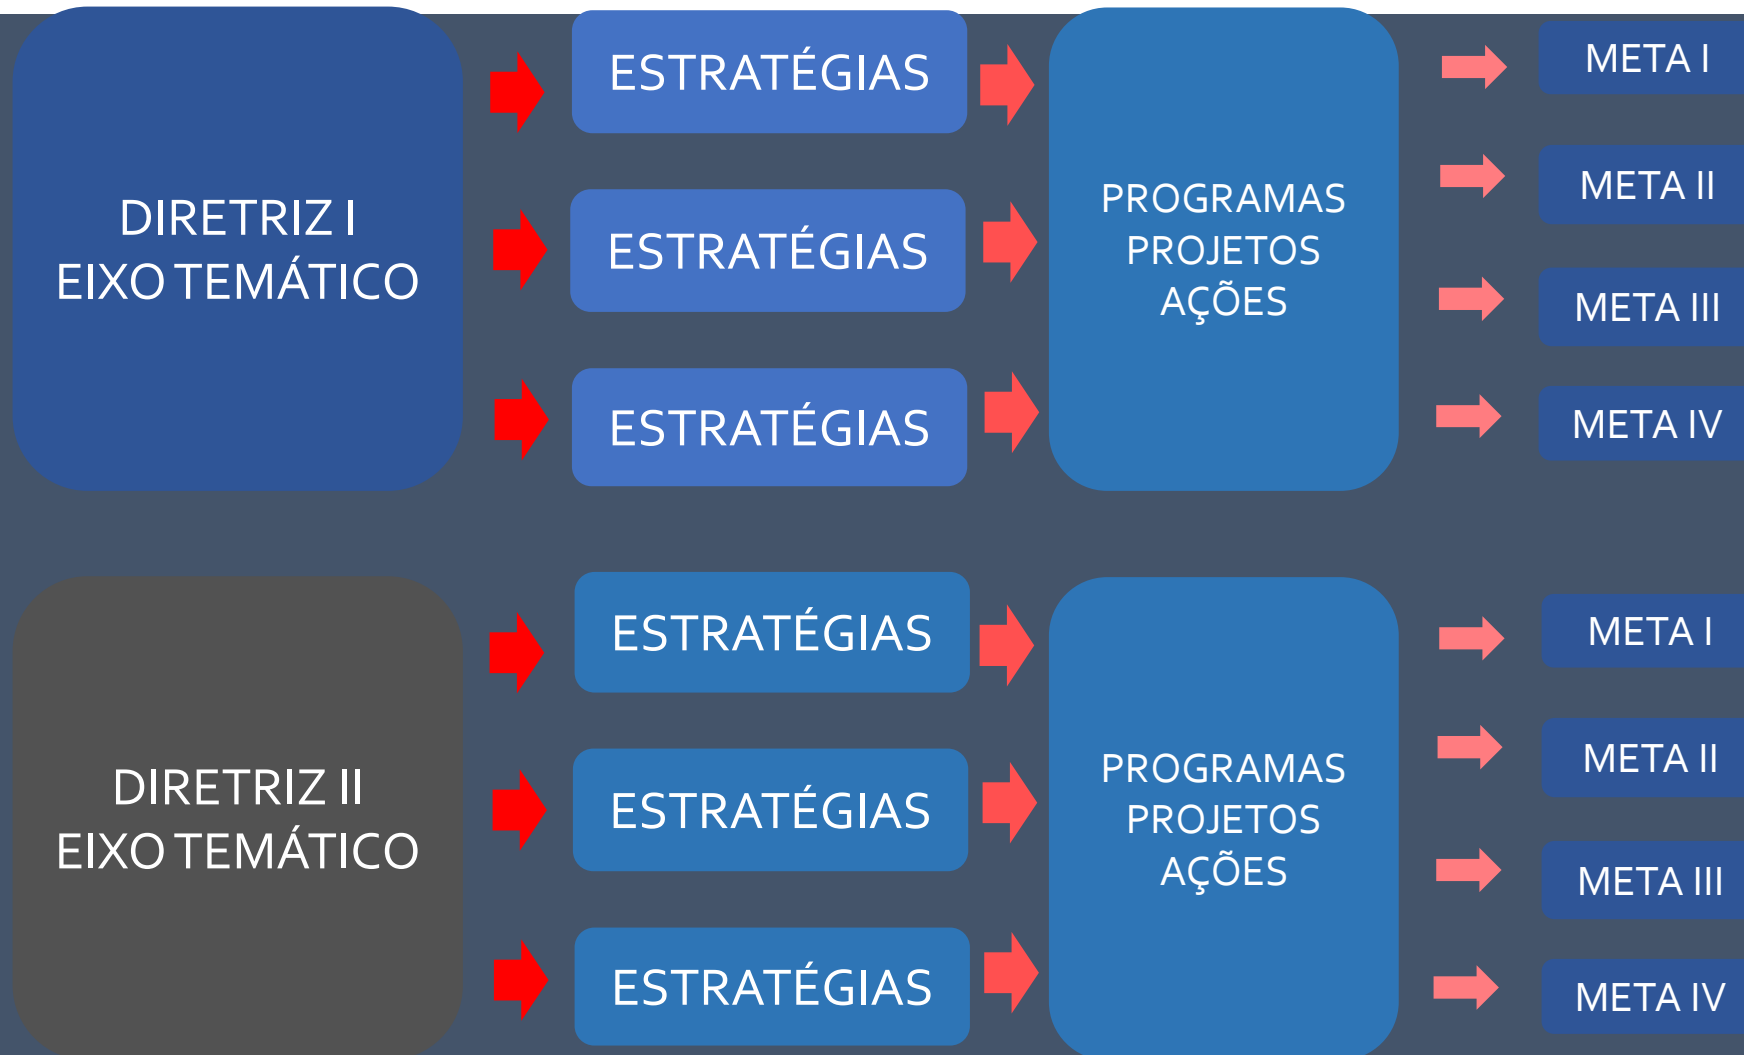 DIRETRIZ I
EIXO TEMÁTICO
ESTRATÉGIAS
ESTRATÉGIAS
ESTRATÉGIAS
PROGRAMAS
PROJETOS
AÇÕES
META I
META II
META III
META IV
DIRETRIZ II
EIXO TEMÁTICO
ESTRATÉGIAS
ESTRATÉGIAS
ESTRATÉGIAS
PROGRAMAS
PROJETOS
AÇÕES
META I
META II
META III
META IV